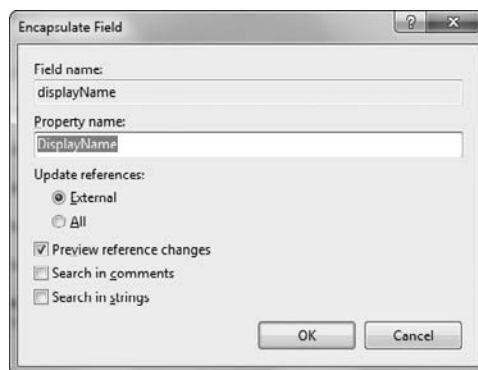 Encapsulate Field
Field name:
displayName
Property name:
DisplayName
Update references:
External
All
Preview reference changes
Search in comments
Search in strings
OK Cancel